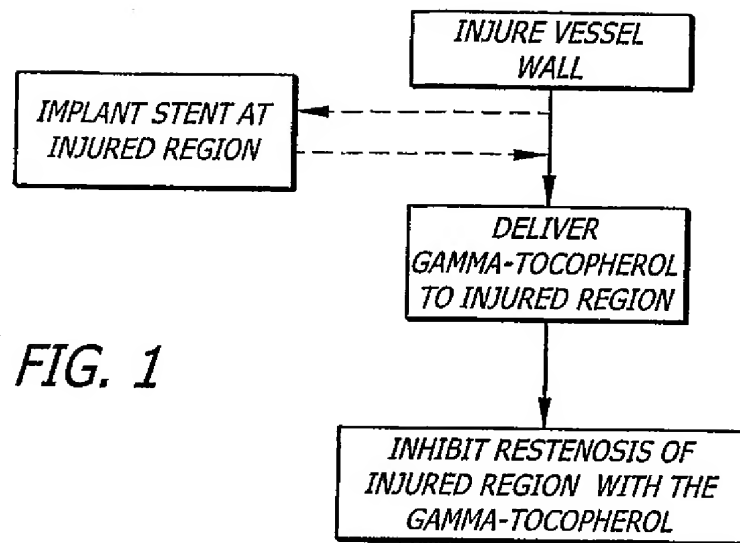 INJURE VESSEL
WALL
IMPLANT STENT AT
INJURED REGION
DELIVER
GAMMA-TOCOPHEROL
TO INJURED REGION
FIG. 1
INHIBIT RESTENOSIS OF
INJURED REGION WITH THE
GAMMA-TOCOPHEROL